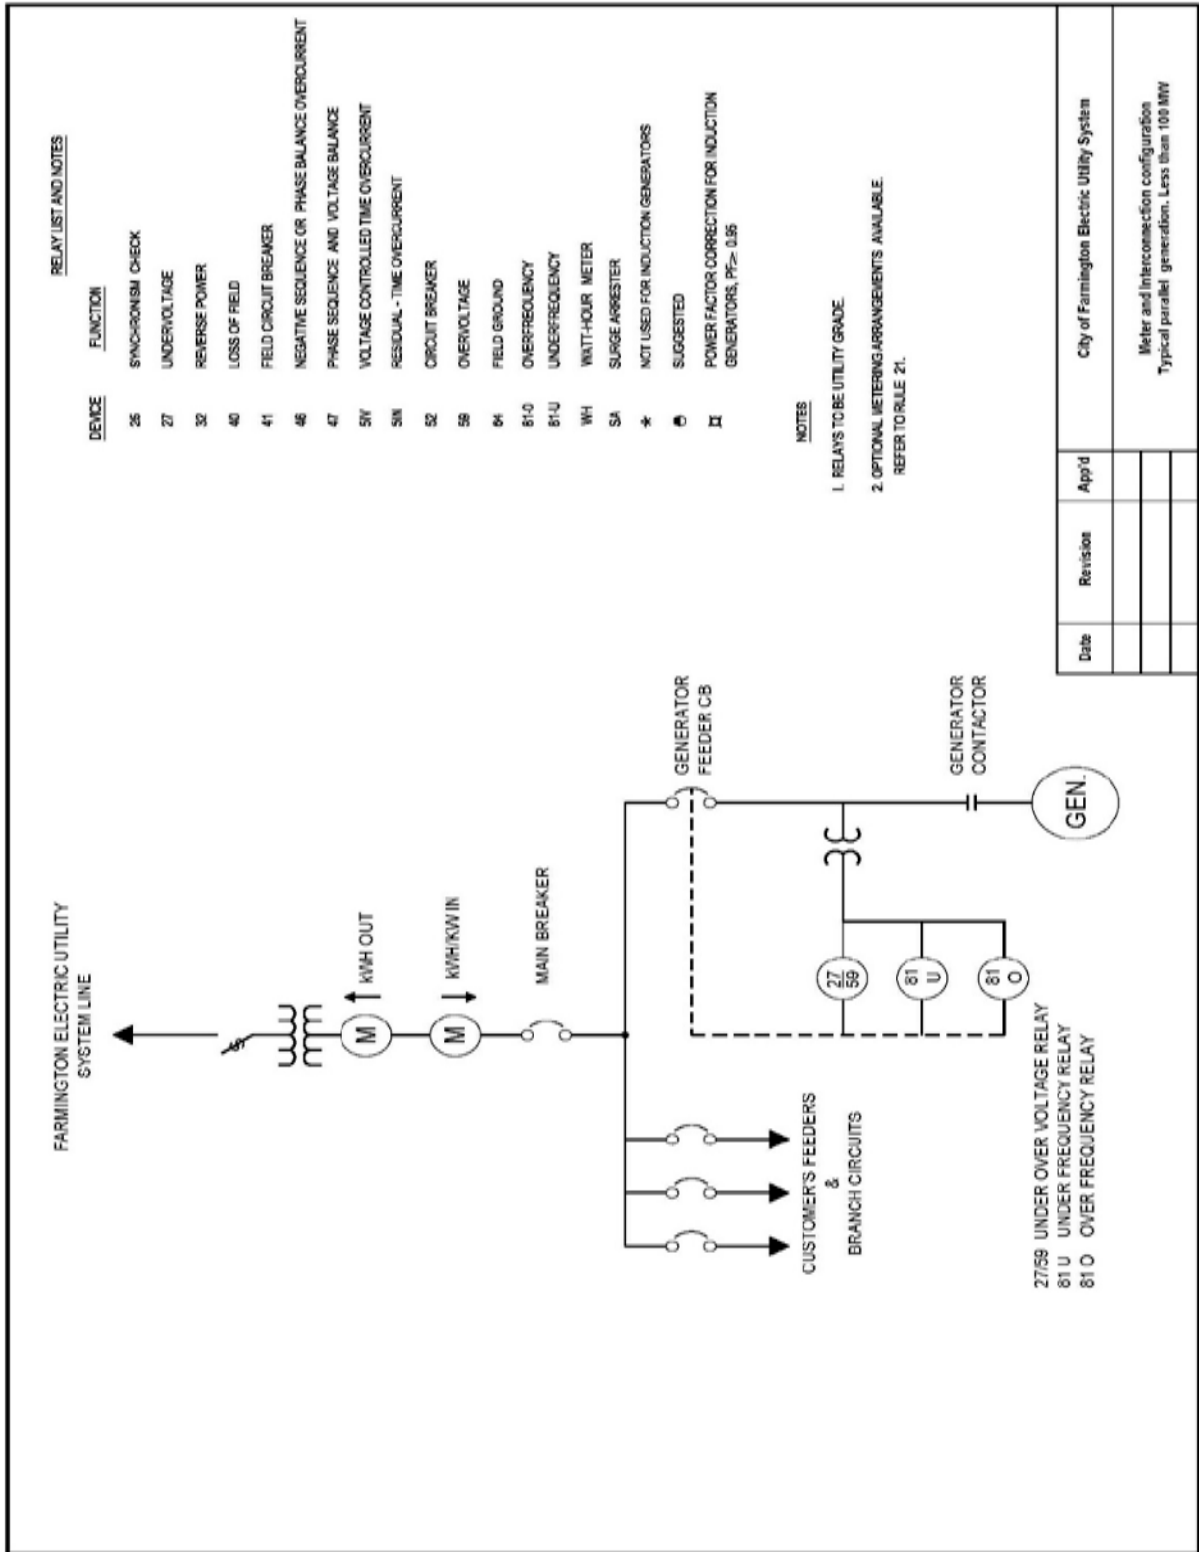 FARMINGTON ELECTRIC UTILITY
SYSTEM LINE
$
M
kWH OUT
M
kWH/KW IN
MAIN BREAKER
GENERATOR
FEEDER CB
CUSTOMER'S FEEDERS
&
BRANCH CIRCUITS
27
59
81
U
81
O
GENERATOR
CONTACTOR
GEN.
27/59 UNDER OVER VOLTAGE RELAY
81 U UNDER FREQUENCY RELAY
81 O OVER FREQUENCY RELAY
RELAY LIST AND NOTES
DEVICE FUNCTION
25 SYNCHRONISM CHECK
27 UNDERVOLTAGE
32 REVERSE POWER
40 LOSS OF FIELD
41 FIELD CIRCUIT BREAKER
46 NEGATIVE SEQUENCE OR PHASE BALANCE OVERCURRENT
47 PHASE SEQUENCE AND VOLTAGE BALANCE
51V VOLTAGE CONTROLLED TIME OVERCURRENT
51N RESIDUAL - TIME OVERCURRENT
52 CIRCUIT BREAKER
59 OVERVOLTAGE
64 FIELD GROUND
81-O OVERFREQUENCY
81-U UNDERFREQUENCY
WH WATT-HOUR METER
SA SURGE ARRESTER
* NOT USED FOR INDUCTION GENERATORS
SUGGESTED
POWER FACTOR CORRECTION FOR INDUCTION
GENERATORS, PF>= 0.95
NOTES
1. RELAYS TO BE UTILITY GRADE.
2. OPTIONAL METERING ARRANGEMENTS AVAILABLE.
REFER TO RULE 21.
Date Revision App'd
City of Farmington Electric Utility System
Meter and Interconnection configuration
Typical parallel generation. Less than 100 MW